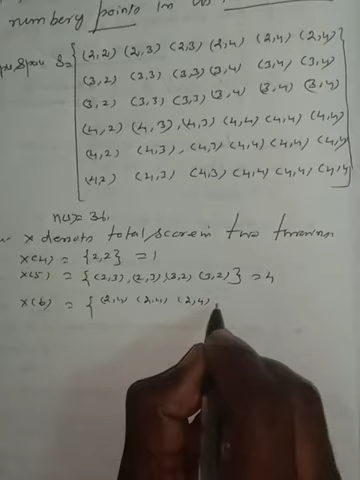 numbery points in
S= { (2,2) (2,3) (2,3) (2,4) (2,4) (2,4)
(3,2) (3,3) (3,3) (3,4) (3,4) (3,4)
(3,2) (3,3) (3,3) (3,4) (3,4) (3,4)
(4,2) (4,3), (4,3) (4,4) (4,4) (4,4)
(4,2) (4,3), (4,3) (4,4) (4,4) (4,4)
(4,2) (4,3) (4,3) (4,4) (4,4) (4,4) }
n(s)= 36.
X denots total score in two
X(4) = {2,2} = 1
X(5) = { (2,3), (2,3), (3,2) (3,2) } = 4
X(6) = { (2,4) (2,4) (2,4),